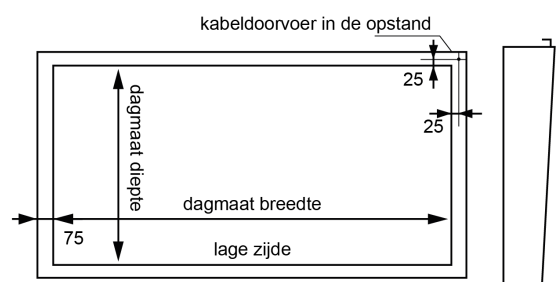 kabeldoorvoer in de opstand
25
25
dagmaat diepte
dagmaat breedte
75
lage zijde